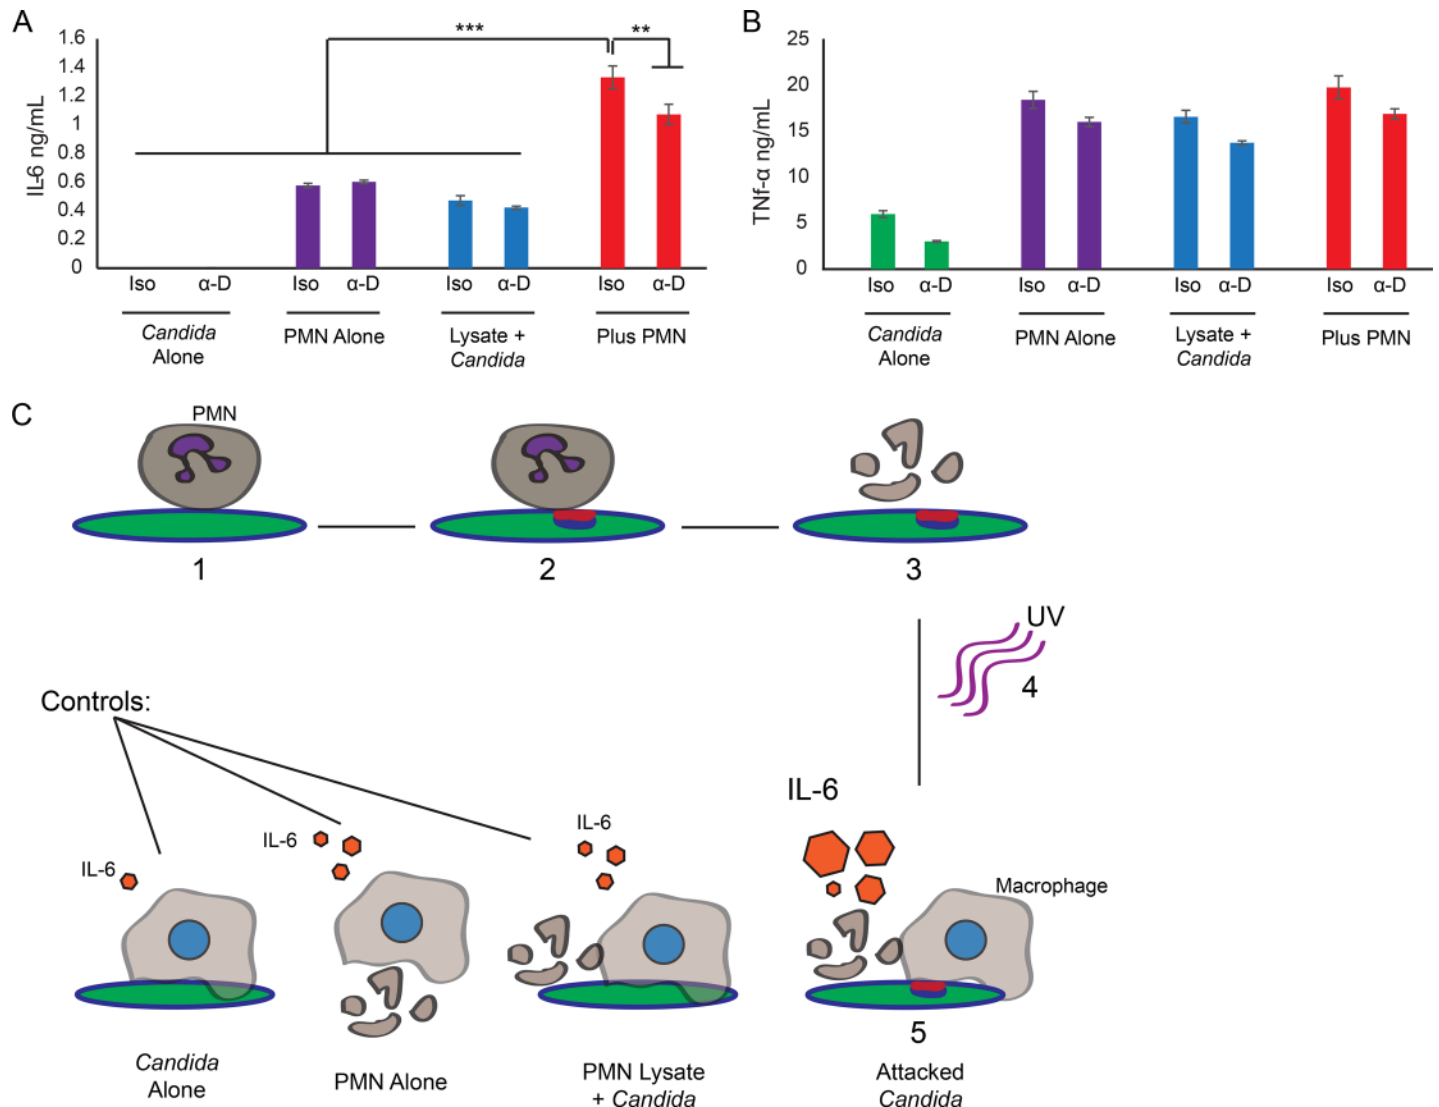 A
B
1.6
1.4
1.2
1
0.8
0.6
0.4
0.2
0
IL-6 ng/mL
***
**
Iso α-D Iso α-D Iso α-D Iso α-D
Candida
Alone
PMN Alone
Lysate +
Candida
Plus PMN
25
20
15
10
5
0
TNf-α ng/mL
Iso α-D Iso α-D Iso α-D Iso α-D
Candida
Alone
PMN Alone
Lysate +
Candida
Plus PMN
C
PMN
1
2
3
UV
4
Controls:
IL-6
IL-6
IL-6
IL-6
Macrophage
5
Candida
Alone
PMN Alone
PMN Lysate
+ Candida
Attacked
Candida